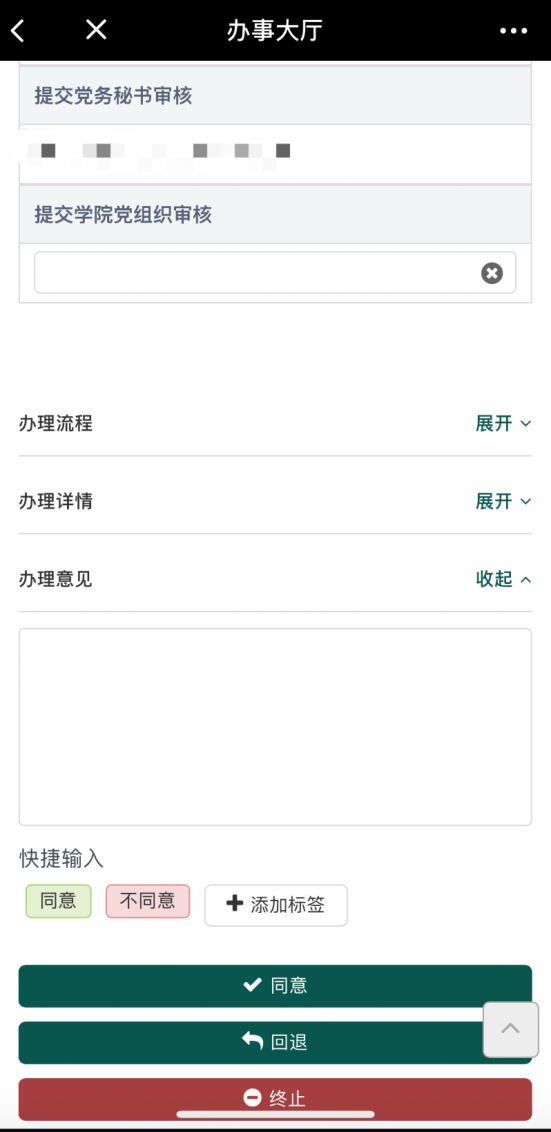 办事大厅
提交党务秘书审核
提交学院党组织审核
办理流程
展开
办理详情
展开
办理意见
收起
快捷输入
同意
不同意
添加标签
同意
回退
终止